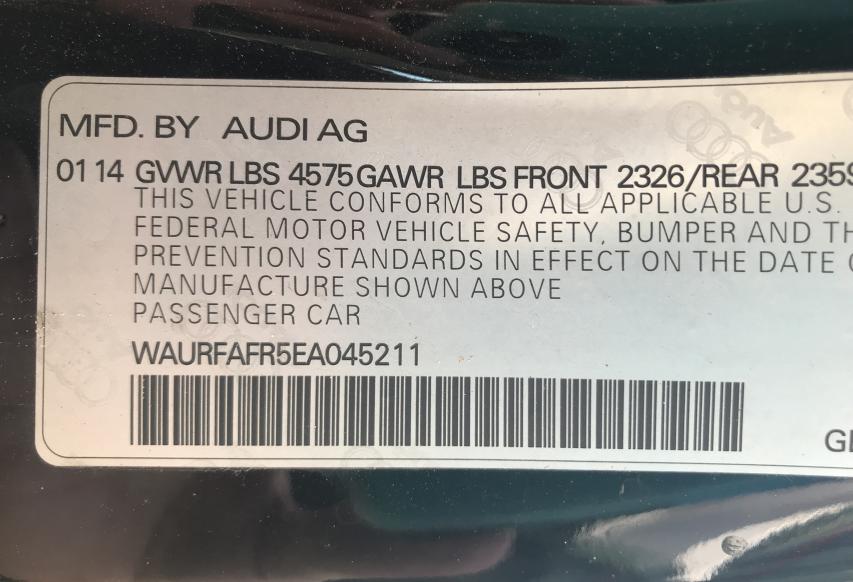 MFD. BY AUDI AG
01 14 GVWR LBS 4575 GAWR LBS FRONT 2326/REAR 2359
THIS VEHICLE CONFORMS TO ALL APPLICABLE U.S.
FEDERAL MOTOR VEHICLE SAFETY, BUMPER AND TH
PREVENTION STANDARDS IN EFFECT ON THE DATE O
MANUFACTURE SHOWN ABOVE
PASSENGER CAR
WAURFAFR5EA045211